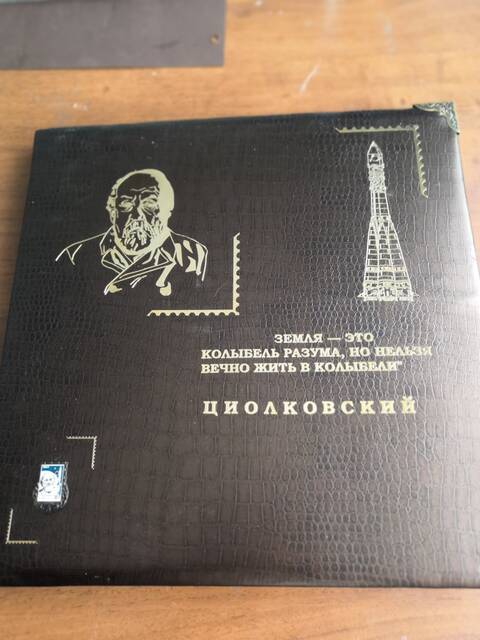 ЗЕМЛЯ — ЭТО
КОЛЫБЕЛЬ РАЗУМА, НО НЕЛЬЗЯ
ВЕЧНО ЖИТЬ В КОЛЫБЕЛИ"
ЦИОЛКОВСКИЙ